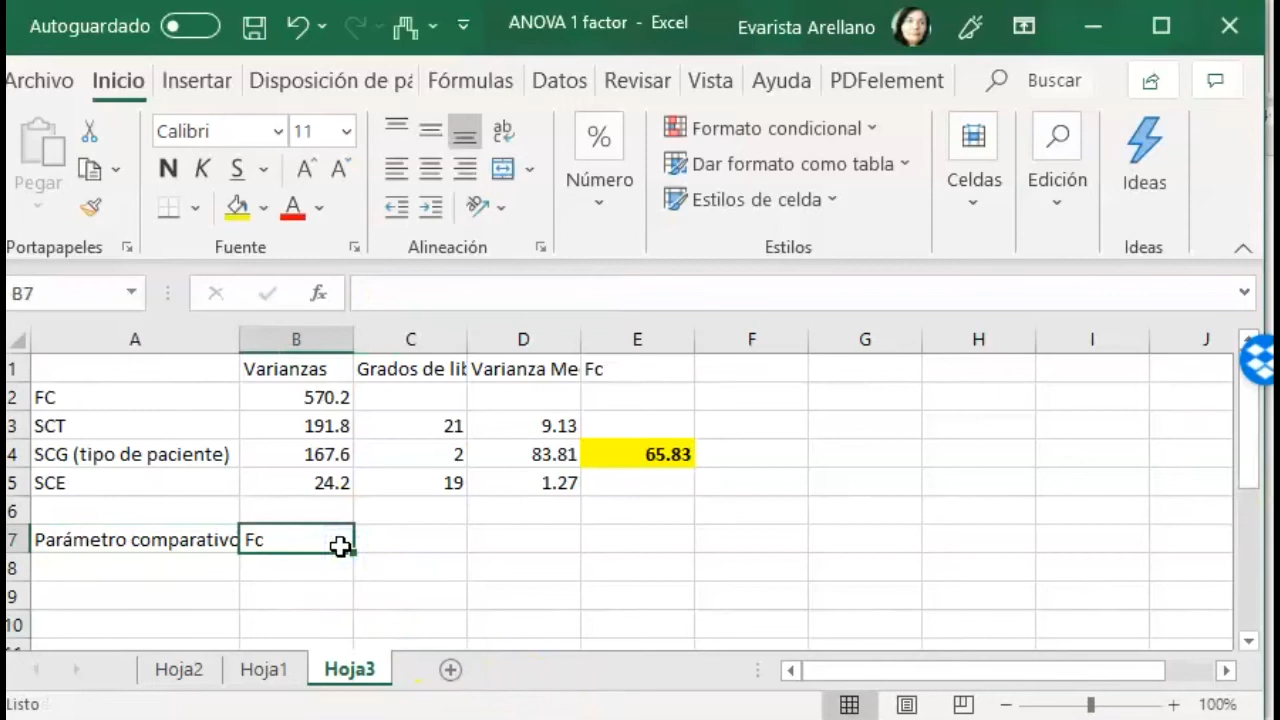 Autoguardado
ANOVA 1 factor - Excel
Evarista Arellano
Archivo Inicio Insertar Disposición de pá Fórmulas Datos Revisar Vista Ayuda PDFelement Buscar
Pegar
Portapapeles
Calibri 11
N K S A A
A
Fuente
ab
Alineación
%
Número
Formato condicional
Dar formato como tabla
Estilos de celda
Estilos
Celdas
Edición
Ideas
Ideas
B7 fx
A B C D E F G H I J
1 Varianzas Grados de lib Varianza Me Fc
2 FC 570.2
3 SCT 191.8 21 9.13
4 SCG (tipo de paciente) 167.6 2 83.81 65.83
5 SCE 24.2 19 1.27
6
7 Parámetro comparativo Fc
8
9
10
Hoja2 Hoja1 Hoja3
Listo 100%